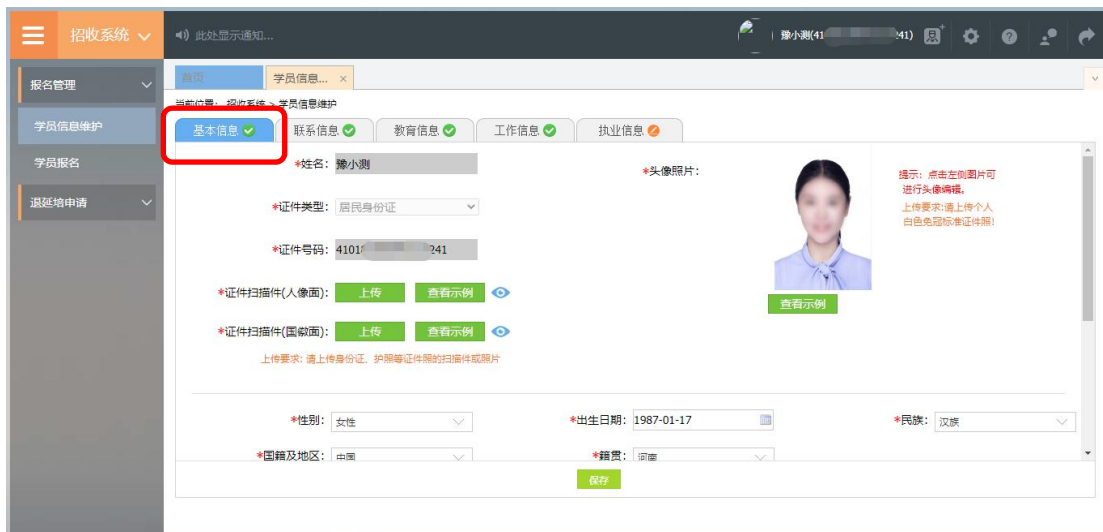 招收系统
此处显示通知...
豫小测(41 241)
报名管理
学员信息维护
学员报名
退延培申请
首页
学员信息... ×
当前位置: 招收系统 > 学员信息维护
基本信息
联系信息
教育信息
工作信息
执业信息
*姓名: 豫小测
*头像照片:
提示: 点击左侧图片可
进行头像编辑。
上传要求:请上传个人
白色免冠标准证件照!
*证件类型: 居民身份证
*证件号码: 4101 241
查看示例
*证件扫描件(人像面): 上传 查看示例
*证件扫描件(国徽面): 上传 查看示例
上传要求: 请上传身份证、护照等证件照的扫描件或照片
*性别: 女性
*出生日期: 1987-01-17
*民族: 汉族
*国籍及地区: 中国
*籍贯: 河南
保存